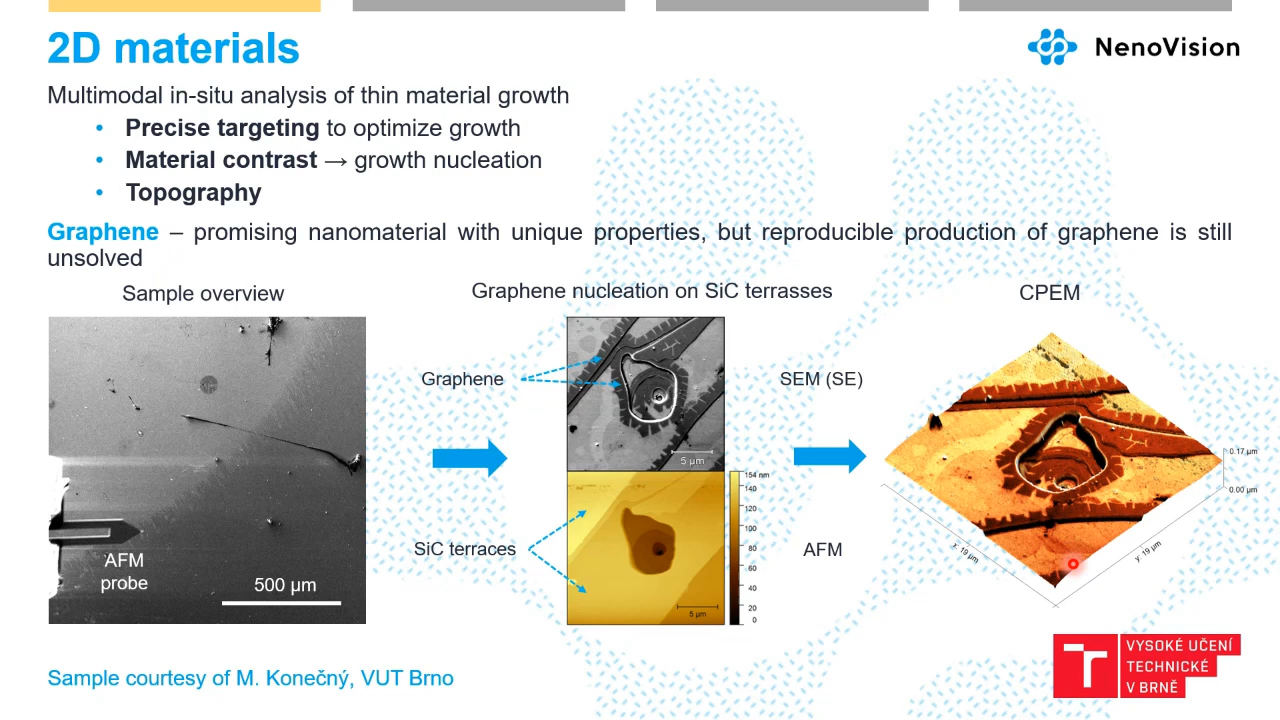 2D materials
NenoVision
Multimodal in-situ analysis of thin material growth
• Precise targeting to optimize growth
• Material contrast → growth nucleation
• Topography
Graphene – promising nanomaterial with unique properties, but reproducible production of graphene is still
unsolved
Sample overview
Graphene nucleation on SiC terrasses
CPEM
Graphene
SEM (SE)
5 µm
154 nm
140
120
100
80
60
40
20
0
0.17 µm
0.00 µm
SiC terraces
AFM
x: 19 µm
y: 19 µm
AFM
probe
500 µm
5 µm
VYSOKÉ UČENÍ
TECHNICKÉ
V BRNĚ
Sample courtesy of M. Konečný, VUT Brno